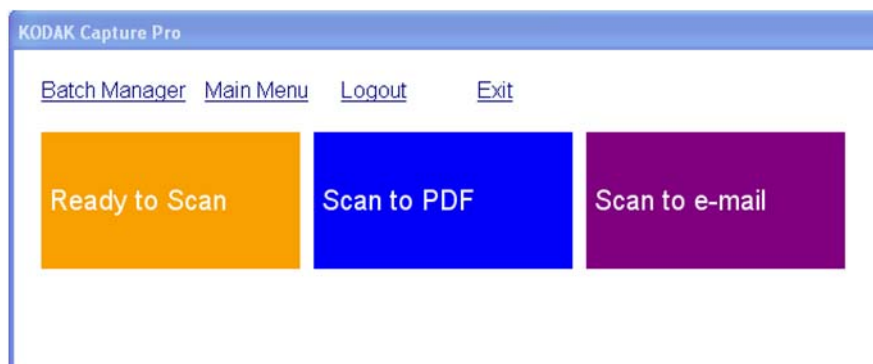 KODAK Capture Pro
Batch Manager Main Menu Logout Exit
Ready to Scan
Scan to PDF
Scan to e-mail